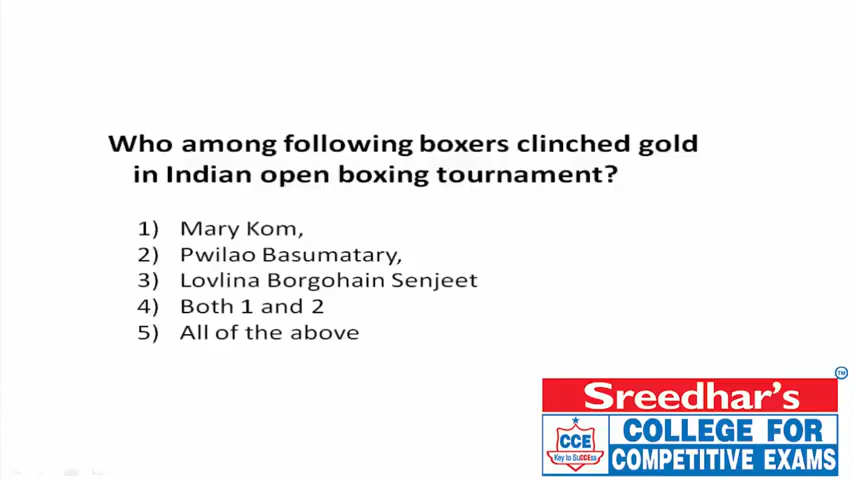 Who among following boxers clinched gold
in Indian open boxing tournament?
1) Mary Kom,
2) Pwilao Basumatary,
3) Lovlina Borgohain Senjeet
4) Both 1 and 2
5) All of the above
TM
Sreedhar's
CCE
Key to SuCCEss
COLLEGE FOR
COMPETITIVE EXAMS